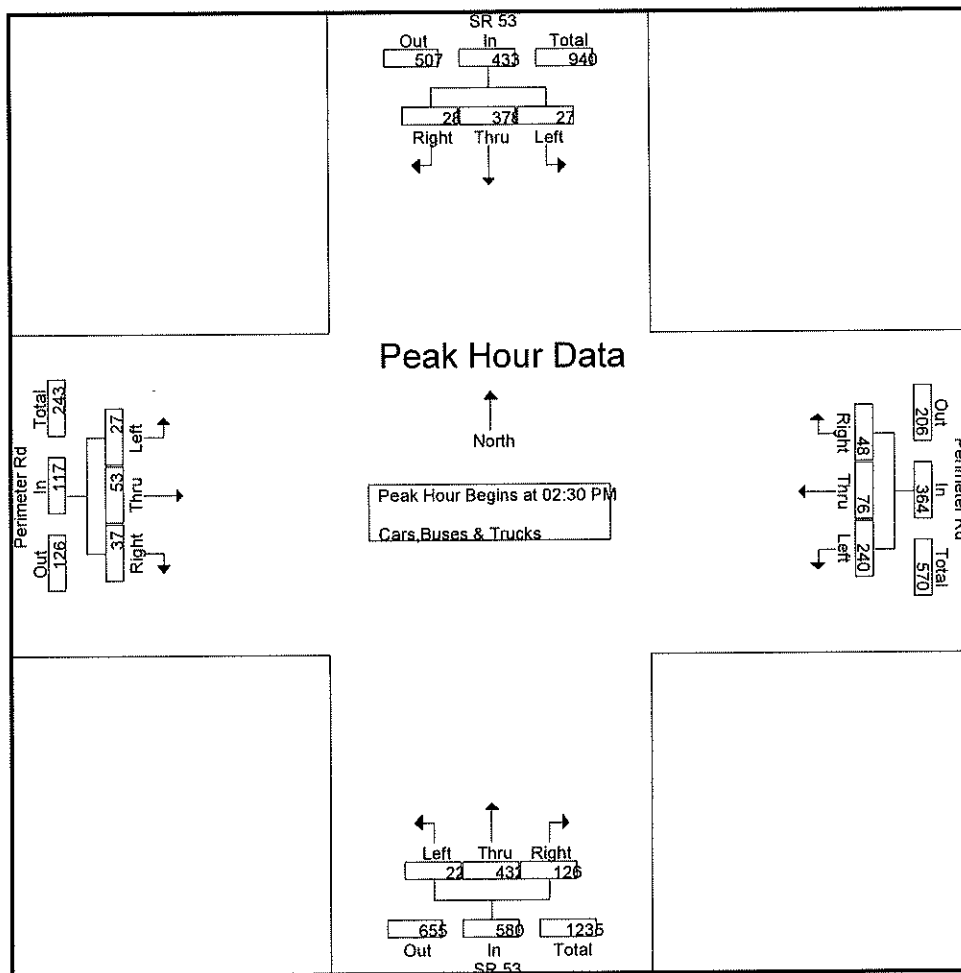 SR 53
Out In Total
507 433 940
28 378 27
Right Thru Left
Peak Hour Data
North
Peak Hour Begins at 02:30 PM
Cars,Buses & Trucks
Perimeter Rd
Total In Out
243 117 126
27 53 37
Left Thru Right
Right Thru Left
48 76 240
Out In Total
206 364 570
Perimeter Rd
Left Thru Right
22 432 126
655 580 1235
Out In Total
SR 53